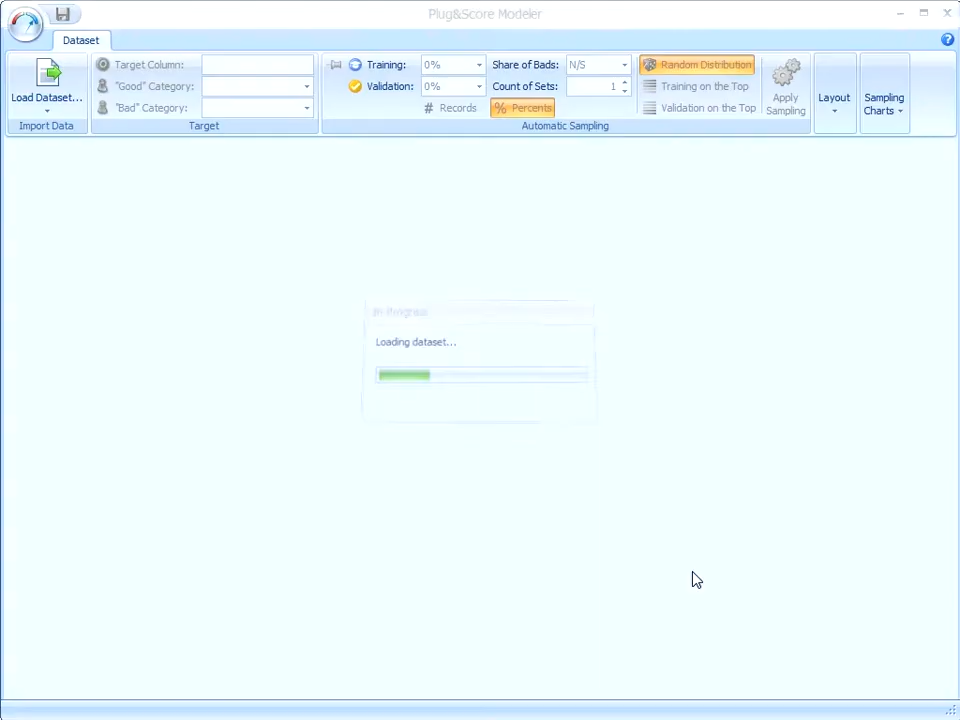 Plug&Score Modeler
Dataset
Load Dataset...
Import Data
Target Column:
"Good" Category:
"Bad" Category:
Target
Training: 0%
Validation: 0%
# Records
% Percents
Share of Bads: N/S
Count of Sets: 1
Random Distribution
Training on the Top
Validation on the Top
Apply
Sampling
Automatic Sampling
Layout
Sampling
Charts
In Progress
Loading dataset...